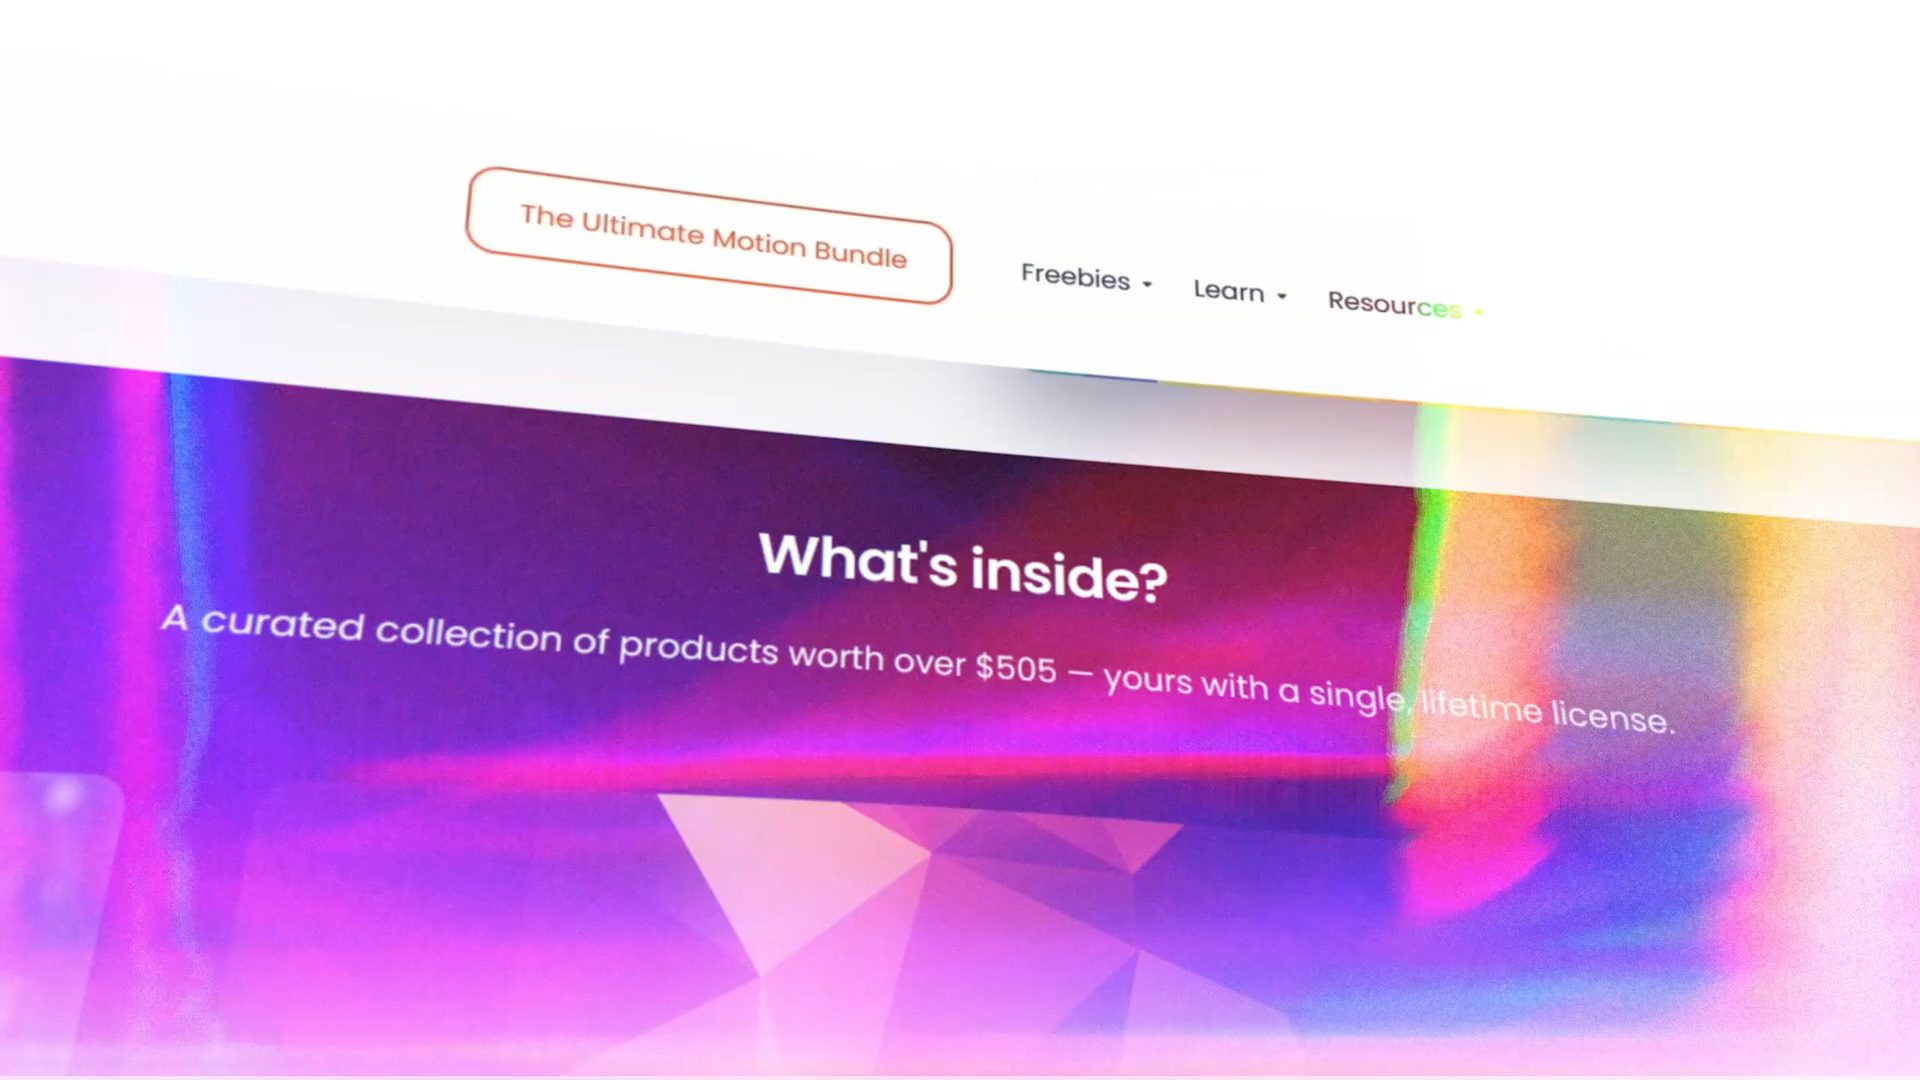 The Ultimate Motion Bundle
Freebies
Learn
Resources
What's inside?
A curated collection of products worth over $505 — yours with a single, lifetime license.